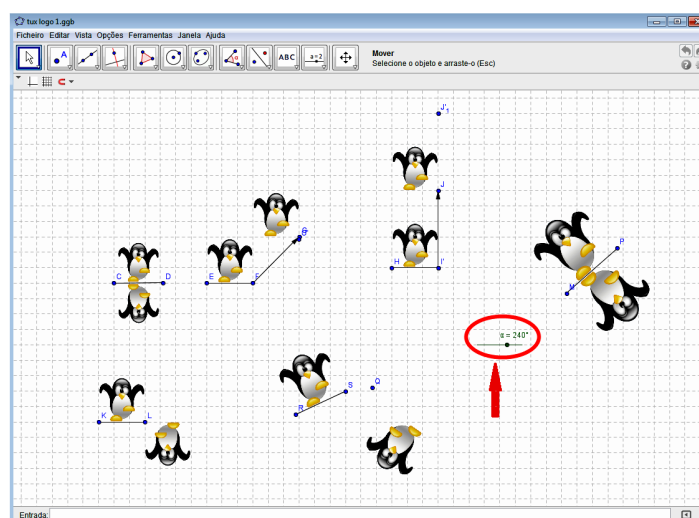 tux logo 1.ggb
Ficheiro Editar Vista Opções Ferramentas Janela Ajuda
A
ABC
a=2
Mover
Selecione o objeto e arraste-o (Esc)
J'₁
J
H
I'
P
M
C
D
E
F
α = 240°
S
Q
R
K
L
Entrada: